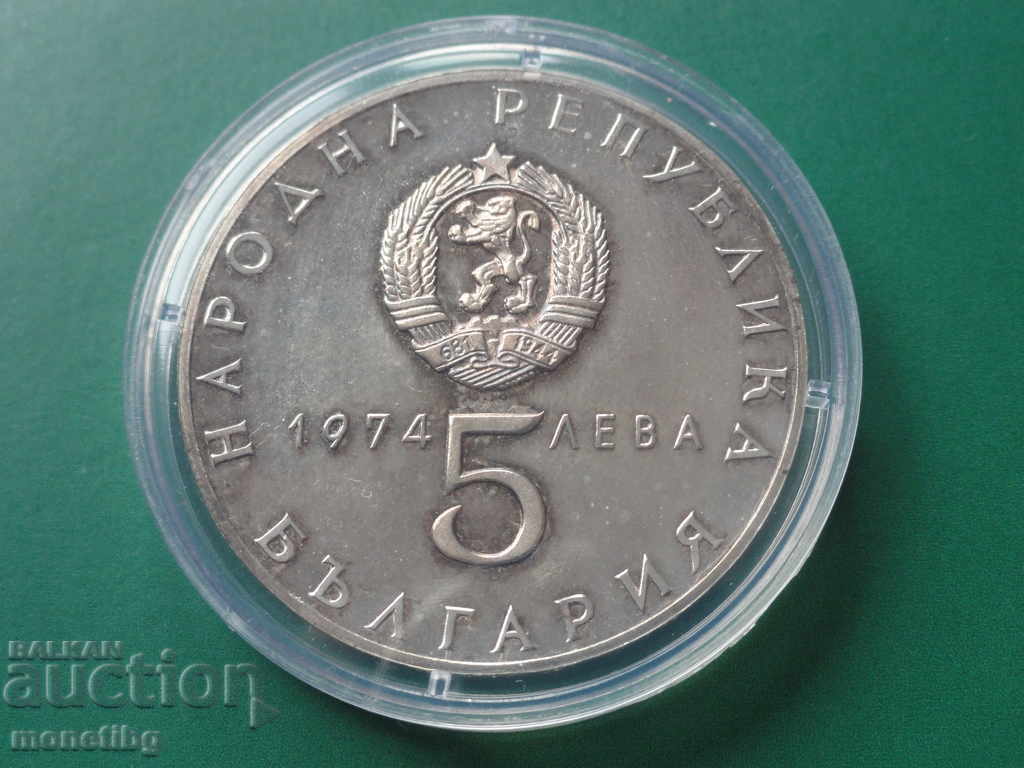 НАРОДНА РЕПУБЛИКА
681 1944
1974 5 ЛЕВА
БЪЛГАРИЯ
BALKAN
auction
monetibg